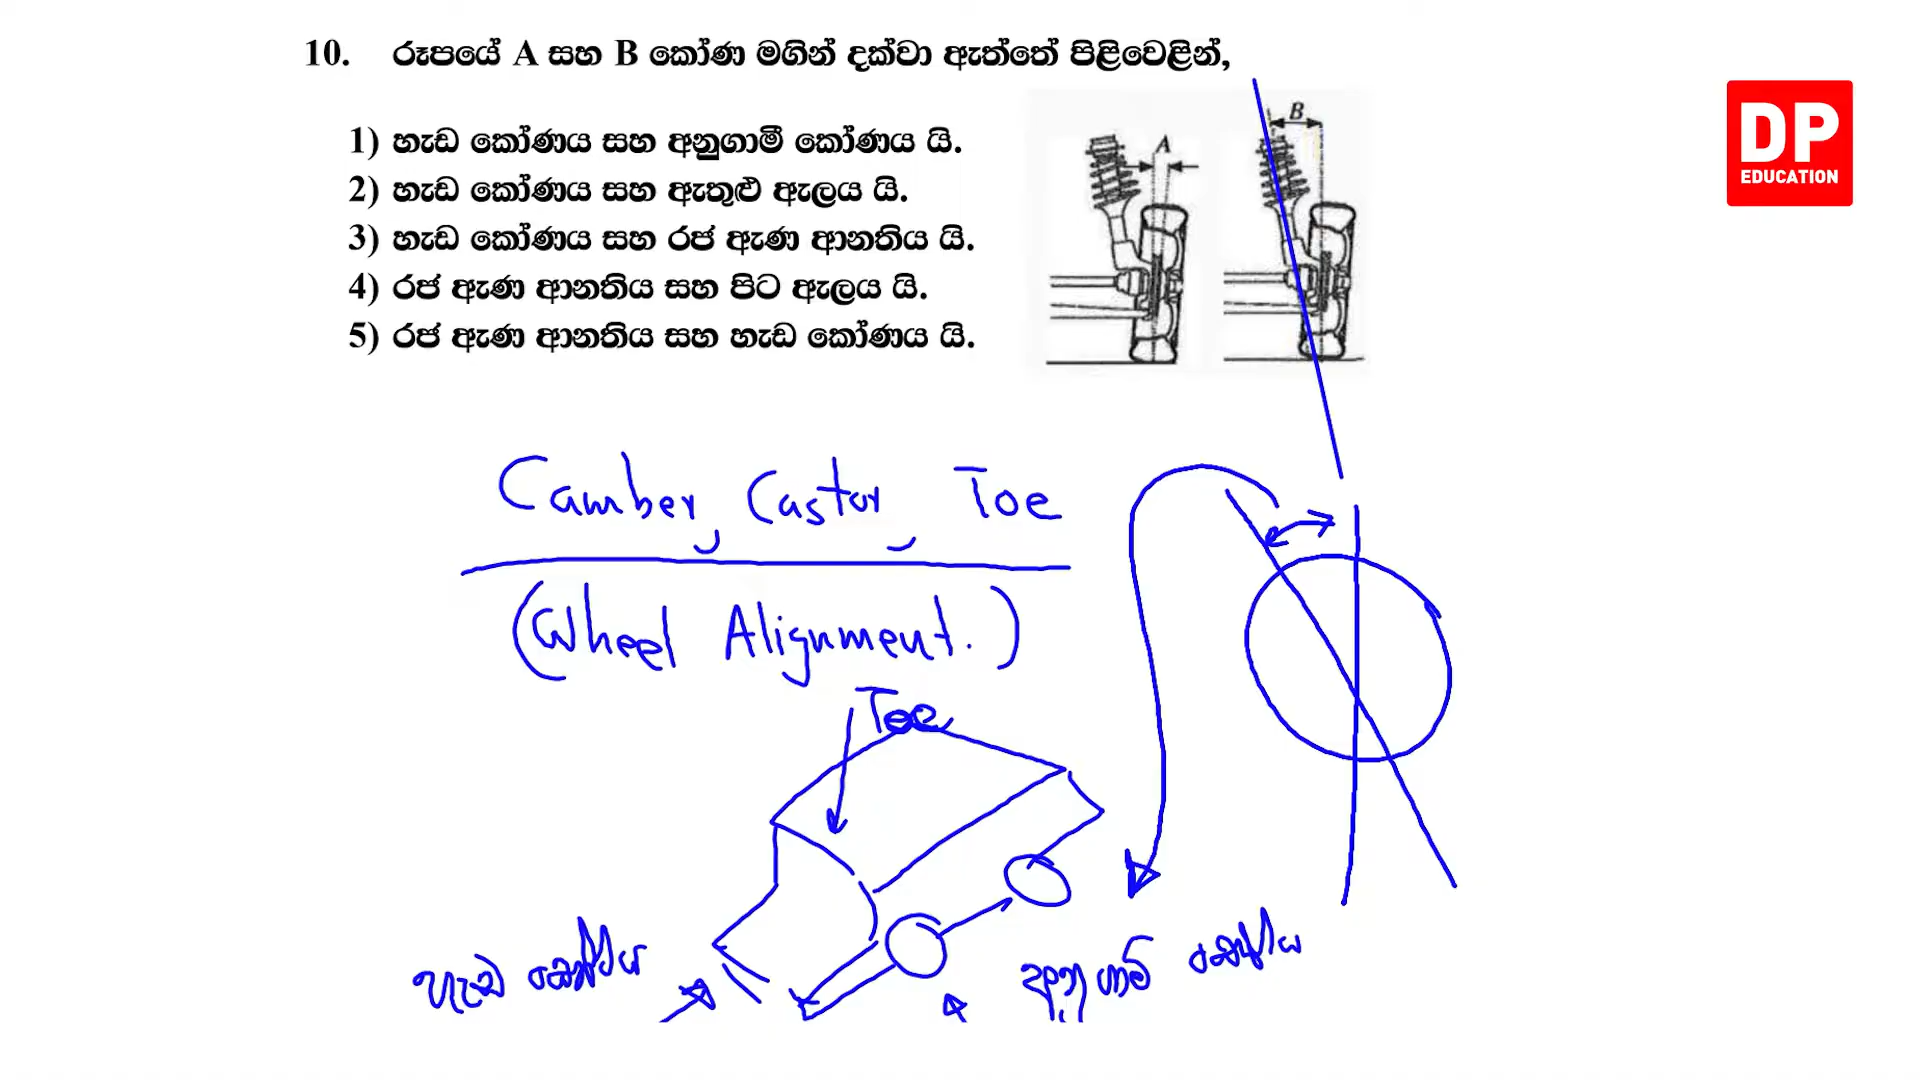 10. රූපයේ A සහ B කෝණ මගින් දක්වා ඇත්තේ පිළිවෙළින්,
1) හැඩ කෝණය සහ අනුගාමී කෝණය යි.
2) හැඩ කෝණය සහ ඇතුළු ඇලය යි.
3) හැඩ කෝණය සහ රජ ඇණ ආනතිය යි.
4) රජ ඇණ ආනතිය සහ පිට ඇලය යි.
5) රජ ඇණ ආනතිය සහ හැඩ කෝණය යි.
A
B
DP
EDUCATION
Camber, Castor, Toe
(Wheel Alignment.)
Toe
හැඩ කෝණය
අනුගාමි කෝණය